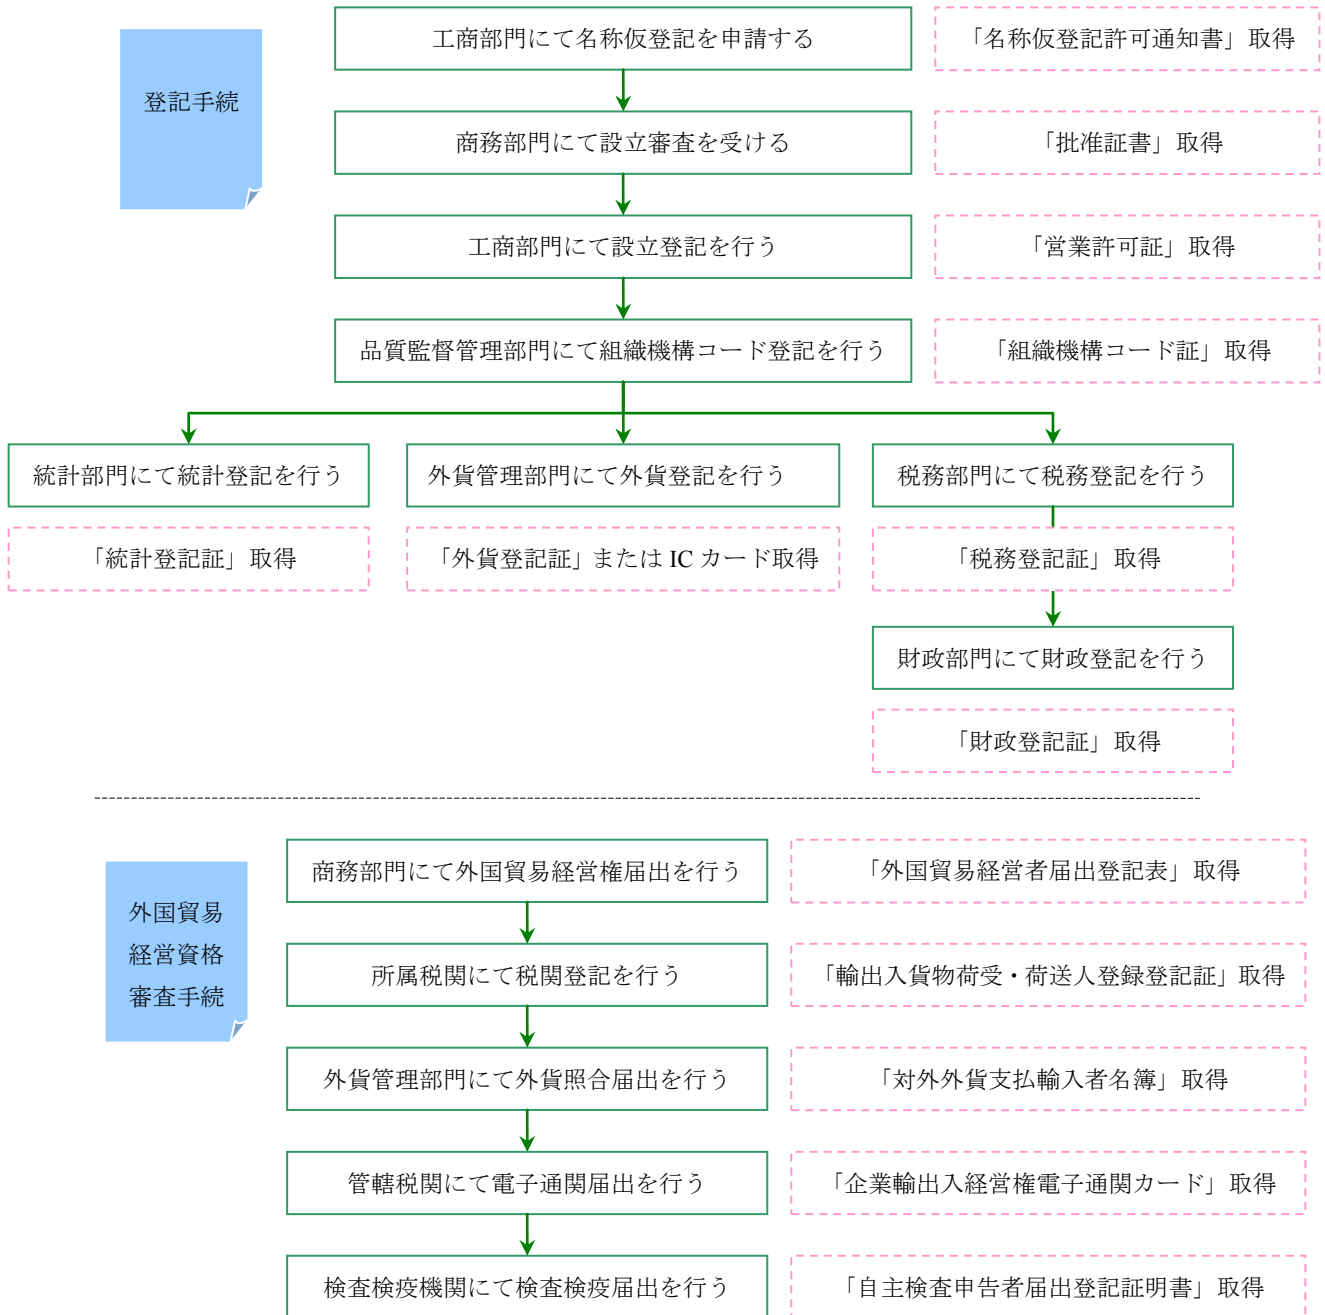 登記手続
工商部門にて名称仮登記を申請する
「名称仮登記許可通知書」取得
商務部門にて設立審査を受ける
「批准証書」取得
工商部門にて設立登記を行う
「営業許可証」取得
品質監督管理部門にて組織機構コード登記を行う
「組織機構コード証」取得
統計部門にて統計登記を行う
外貨管理部門にて外貨登記を行う
税務部門にて税務登記を行う
「統計登記証」取得
「外貨登記証」または IC カード取得
「税務登記証」取得
財政部門にて財政登記を行う
「財政登記証」取得
外国貿易
経営資格
審査手続
商務部門にて外国貿易経営権届出を行う
「外国貿易経営者届出登記表」取得
所属税関にて税関登記を行う
「輸出入貨物荷受・荷送人登録登記証」取得
外貨管理部門にて外貨照合届出を行う
「対外外貨支払輸入者名簿」取得
管轄税関にて電子通関届出を行う
「企業輸出入経営権電子通関カード」取得
検査検疫機関にて検査検疫届出を行う
「自主検査申告者届出登記証明書」取得